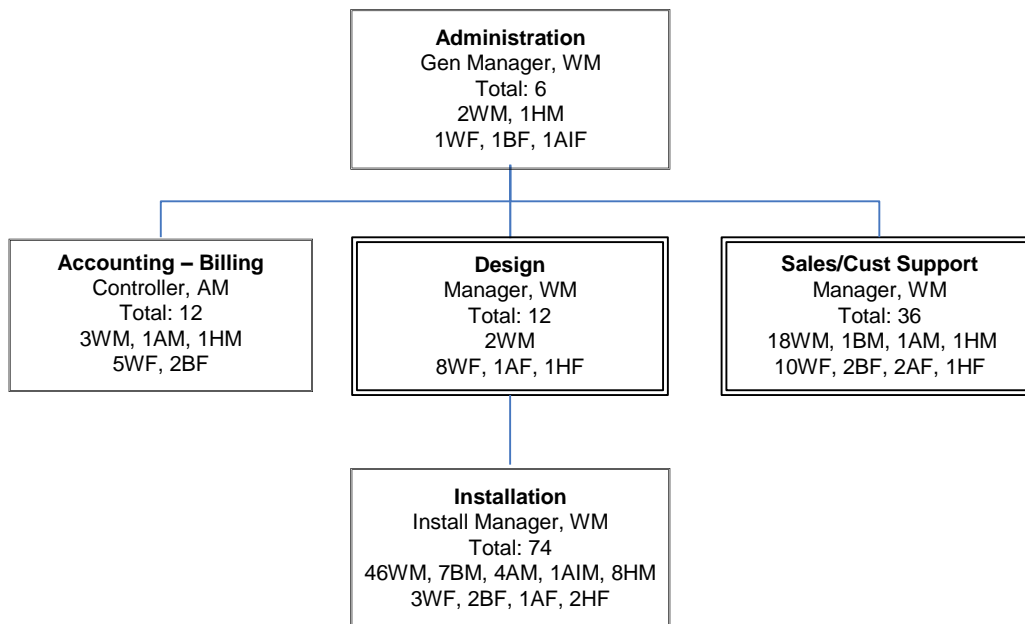 Administration
Gen Manager, WM
Total: 6
2WM, 1HM
1WF, 1BF, 1AIF
Accounting – Billing
Controller, AM
Total: 12
3WM, 1AM, 1HM
5WF, 2BF
Design
Manager, WM
Total: 12
2WM
8WF, 1AF, 1HF
Sales/Cust Support
Manager, WM
Total: 36
18WM, 1BM, 1AM, 1HM
10WF, 2BF, 2AF, 1HF
Installation
Install Manager, WM
Total: 74
46WM, 7BM, 4AM, 1AIM, 8HM
3WF, 2BF, 1AF, 2HF